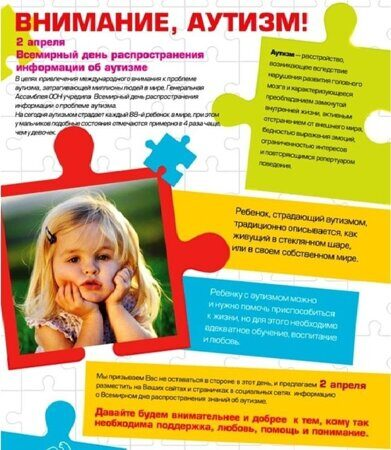 ВНИМАНИЕ, АУТИЗМ!
2 апреля
Всемирный день распространения
информации об аутизме
В целях привлечения международного внимания к проблеме
аутизма, затрагивающей миллионы людей в мире, Генеральная
Ассамблея ООН учредила Всемирный день распространения
информации о проблеме аутизма.
На сегодня аутизмом страдает каждый 88-й ребенок в мире, при этом
у мальчиков подобные состояния отмечаются примерно в 4 раза чаще,
чем у девочек.
Аутизм – расстройство,
возникающее вследствие
нарушения развития головного
мозга и характеризующееся
преобладанием замкнутой
внутренней жизни, активным
отстранением от внешнего мира,
бедностью выражения эмоций,
ограниченностью интересов
и повторяющимся репертуаром
поведения.
Ребенок, страдающий аутизмом,
традиционно описывается, как
живущий в стеклянном шаре,
или в своем собственном мире.
Ребенку с аутизмом можно
и нужно помочь приспособиться
к жизни, но для этого необходимо
адекватное обучение, воспитание
и любовь.
Мы призываем Вас не оставаться в стороне в этот день, и предлагаем 2 апреля
разместить на Ваших сайтах и страничках в социальных сетях информацию
о Всемирном дне распространения знаний об аутизме.
Давайте будем внимательнее и добрее к тем, кому так
необходима поддержка, любовь, помощь и понимание.